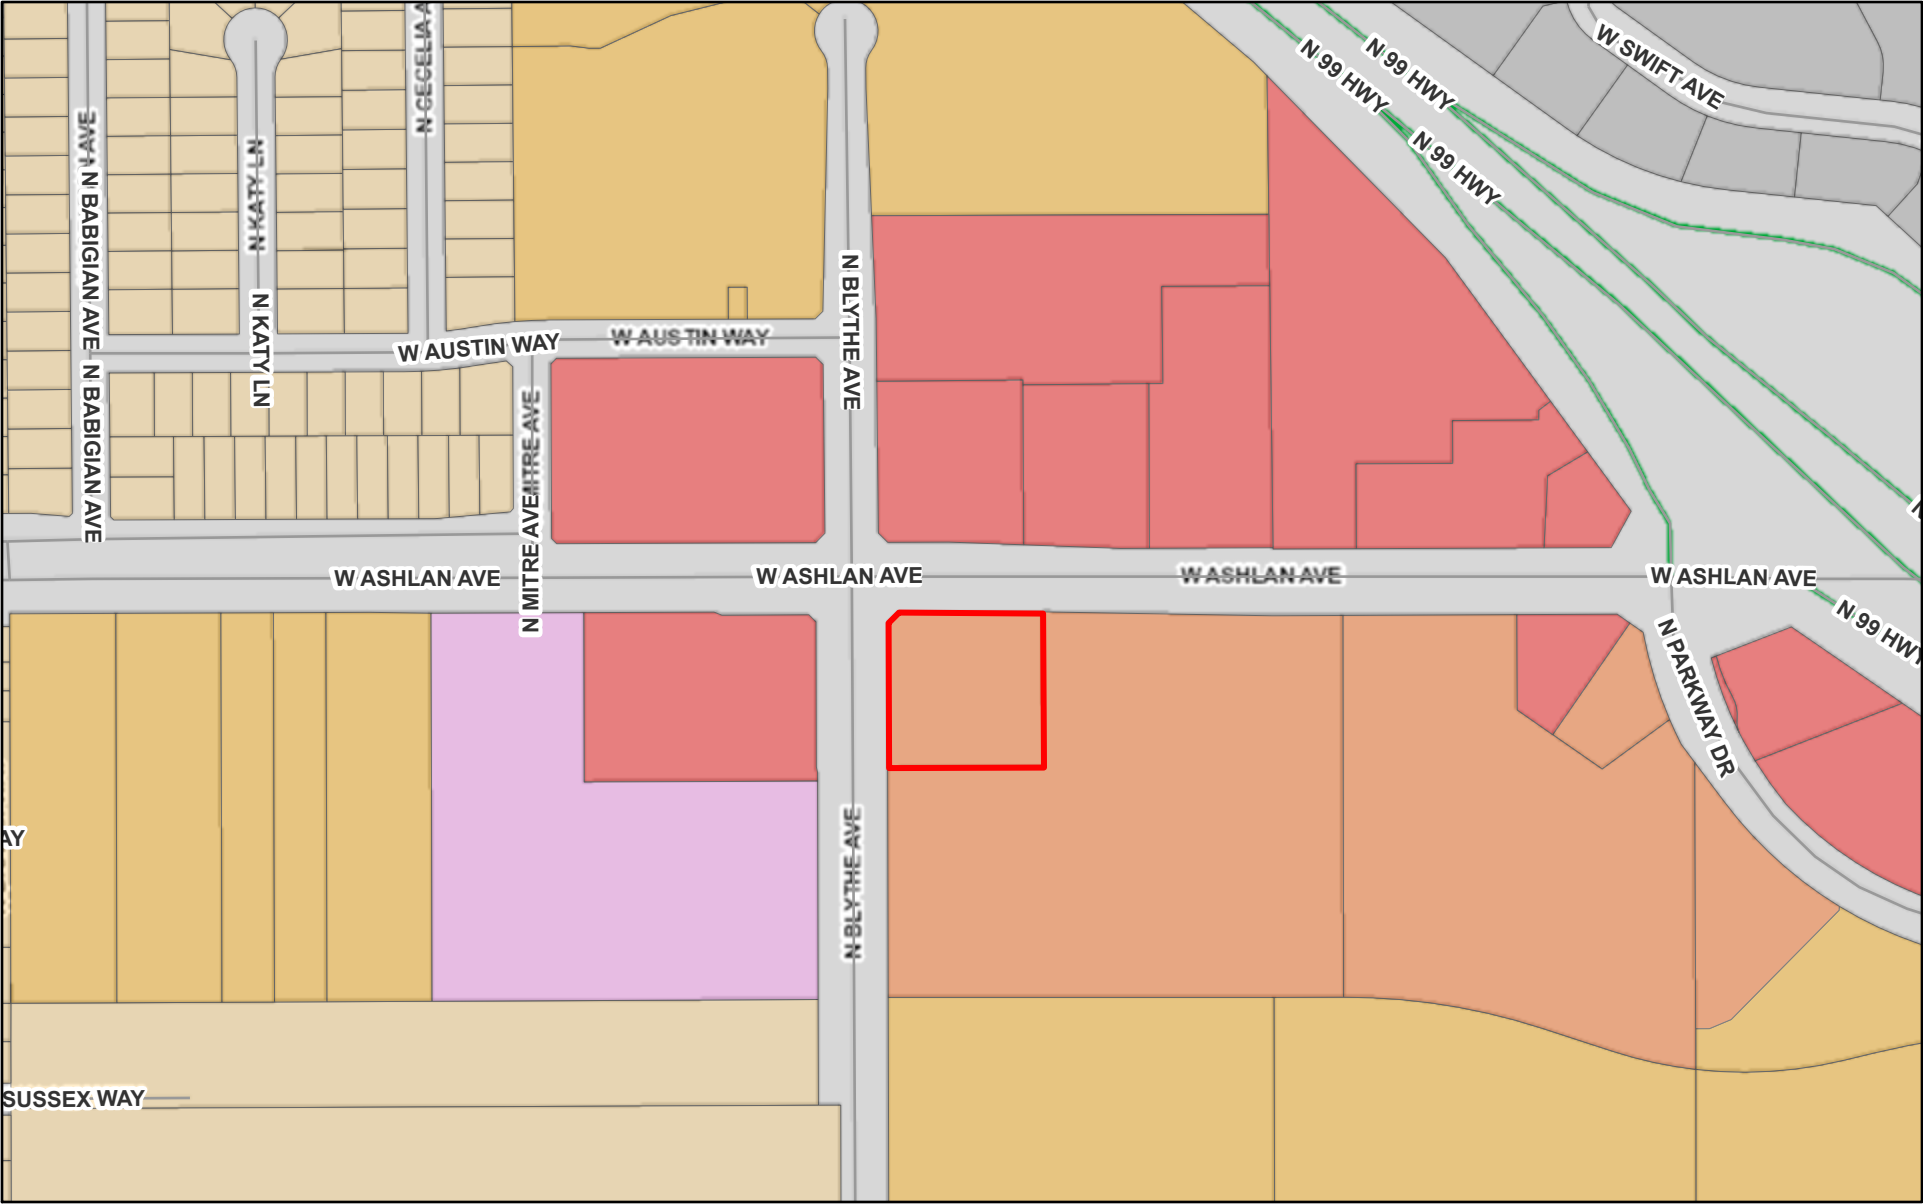 W SWIFT AVE
N 99 HWY
N 99 HWY
N 99 HWY
N CECELIA A
N KATY LN
N BABIGIAN AVE
N KATY LN
N BLYTHE AVE
W AUSTIN WAY
W AUSTIN WAY
N BABIGIAN AVE
MITRE AVE
N MITRE AVE
W ASHLAN AVE
W ASHLAN AVE
W ASHLAN AVE
W ASHLAN AVE
N 99 HWY
N PARKWAY DR
AY
N BLYTHE AVE
SUSSEX WAY